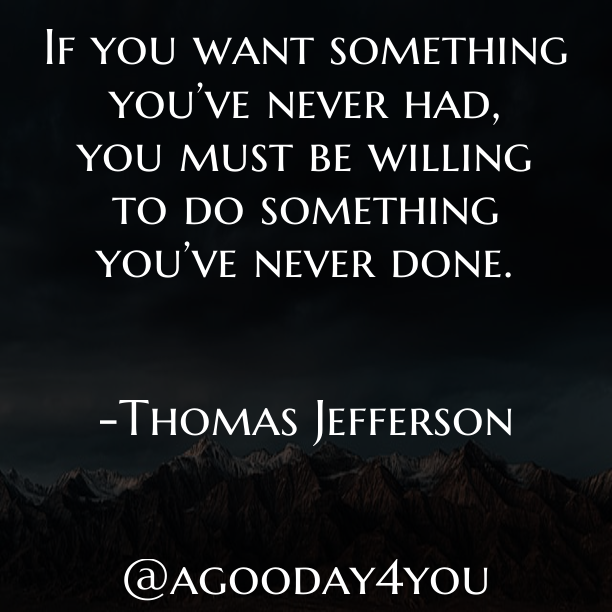 If you want something
you've never had,
you must be willing
to do something
you've never done.
-Thomas Jefferson
@agooday4you